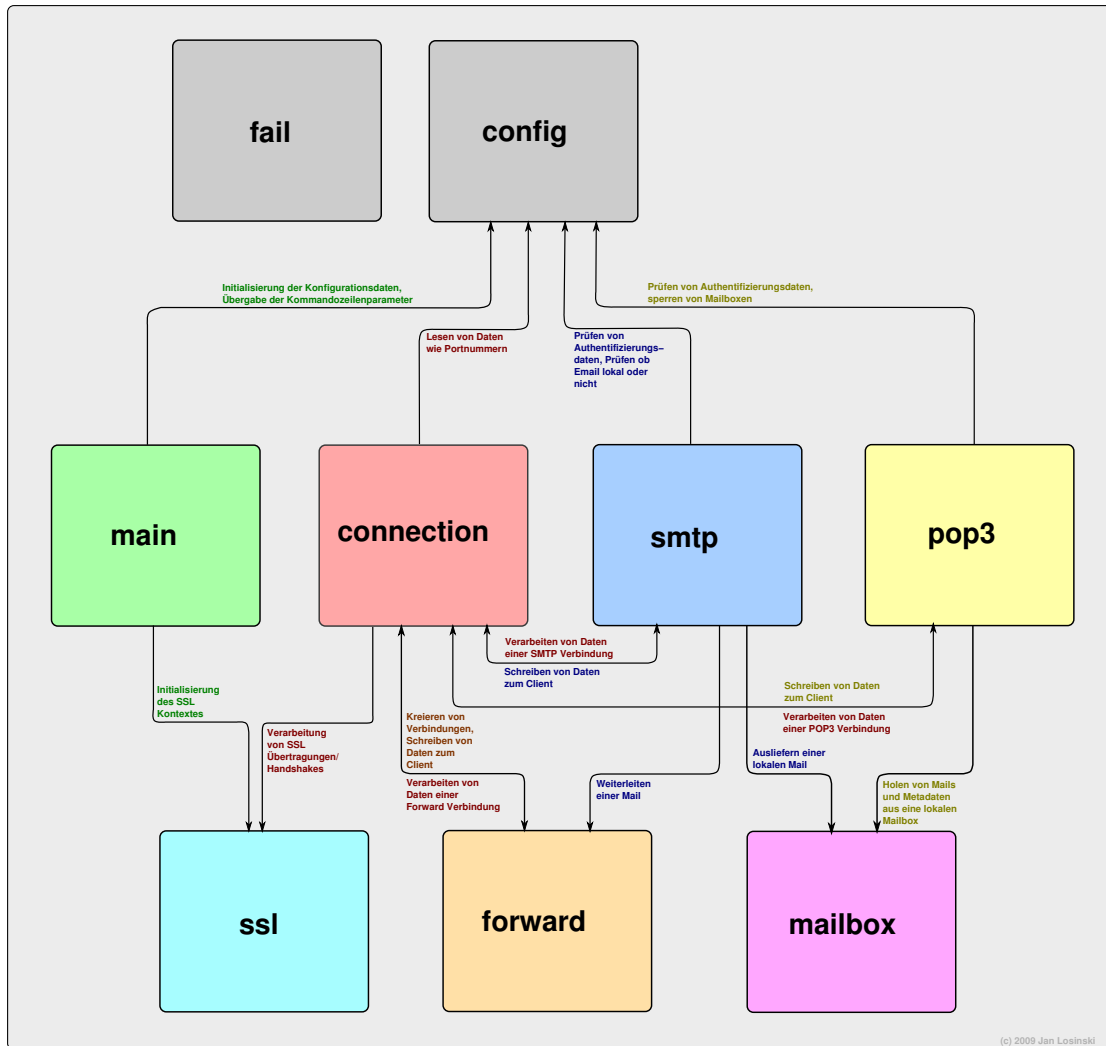 fail
config
Initialisierung der Konfigurationsdaten,
Übergabe der Kommandozeilenparameter
Prüfen von Authentifizierungsdaten,
sperren von Mailboxen
Lesen von Daten
wie Portnummern
Prüfen von
Authentifizierungs–
daten, Prüfen ob
Email lokal oder
nicht
main
connection
smtp
pop3
Verarbeiten von Daten
einer SMTP Verbindung
Schreiben von Daten
zum Client
Initialisierung
des SSL
Kontextes
Schreiben von Daten
zum Client
Verarbeiten von Daten
einer POP3 Verbindung
Verarbeitung
von SSL
Übertragungen/
Handshakes
Kreieren von
Verbindungen,
Schreiben von
Daten zum
Client
Verarbeiten von
Daten einer
Forward Verbindung
Weiterleiten
einer Mail
Ausliefern einer
lokalen Mail
Holen von Mails
und Metadaten
aus eine lokalen
Mailbox
ssl
forward
mailbox
(c) 2009 Jan Losinski